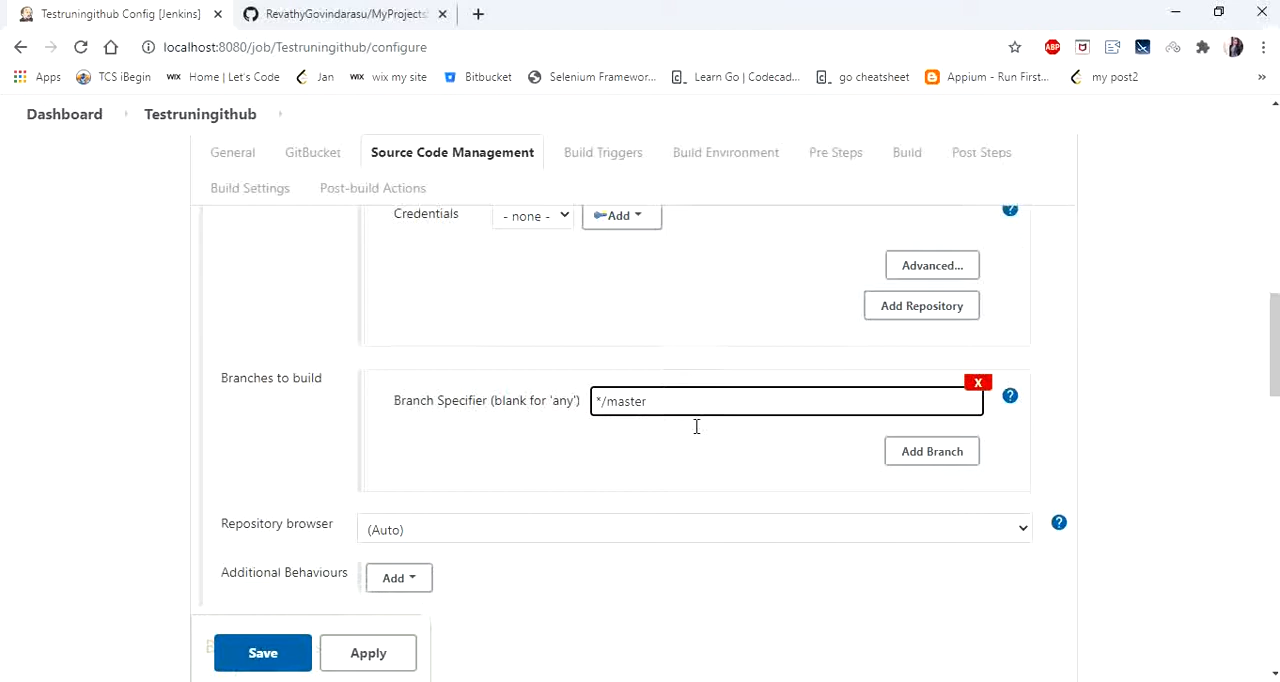 Testruningithub Config [Jenkins]
RevathyGovindarasu/MyProjects
localhost:8080/job/Testruningithub/configure
ABP
Apps
TCS iBegin
WIX Home | Let's Code
Jan
WIX wix my site
Bitbucket
Selenium Framewor...
Learn Go | Codecad...
go cheatsheet
Appium - Run First...
my post2
»
Dashboard
Testruningithub
General
GitBucket
Source Code Management
Build Triggers
Build Environment
Pre Steps
Build
Post Steps
Build Settings
Post-build Actions
Credentials
- none -
Add
?
Advanced...
Add Repository
Branches to build
X
Branch Specifier (blank for 'any')
*/master
?
Add Branch
Repository browser
(Auto)
?
Additional Behaviours
Add
Save
Apply